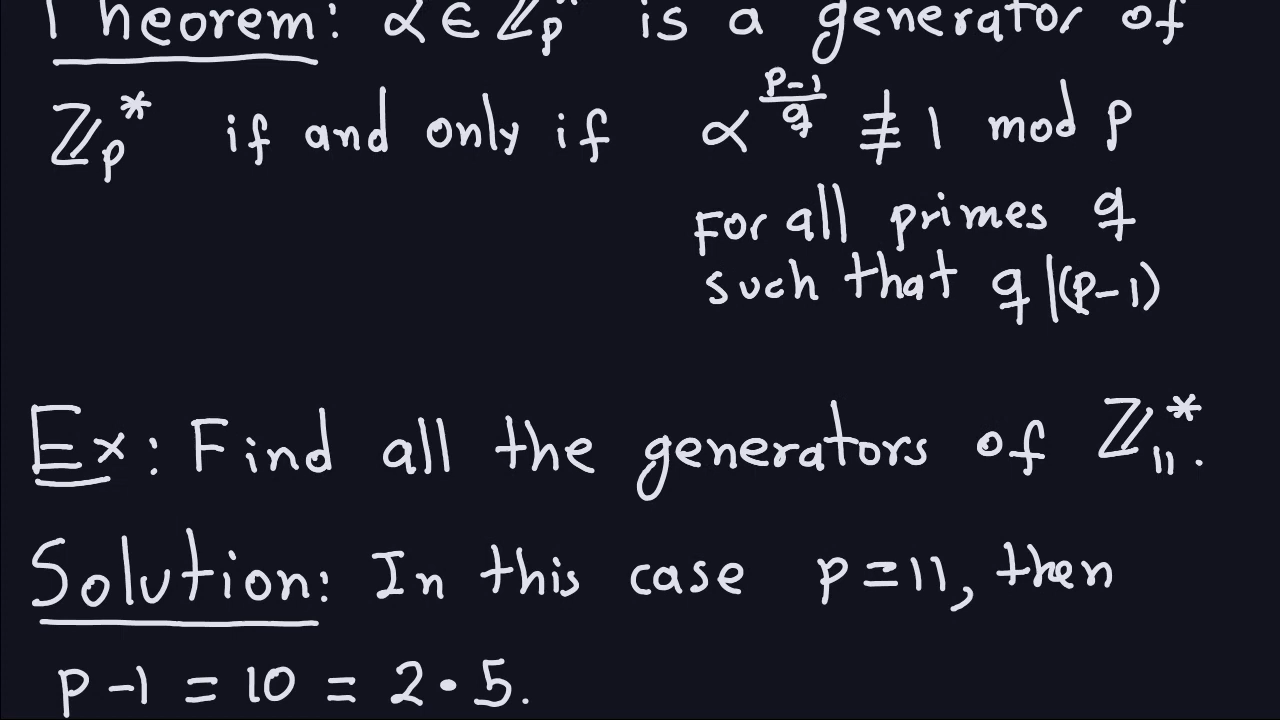 Theorem: α ∈ ℤₚ* is a generator of
ℤₚ* if and only if α^((p-1)/q) ≢ 1 mod p
For all primes q
such that q|(p-1)
Ex: Find all the generators of ℤ₁₁*.
Solution: In this case p=11, then
p-1 = 10 = 2·5.